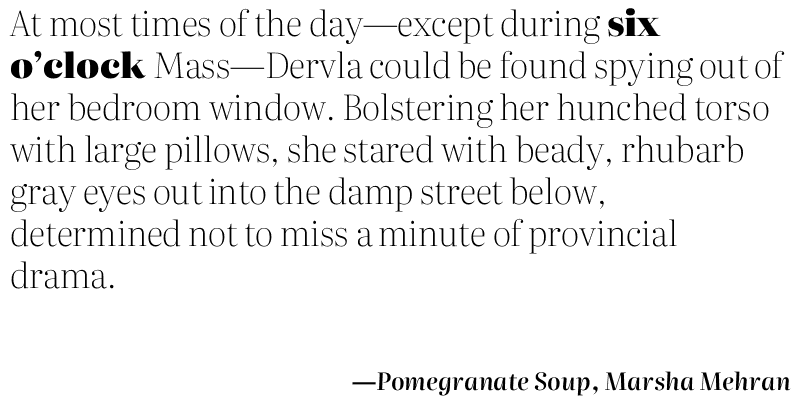 At most times of the day—except during six
o’clock Mass—Dervla could be found spying out of
her bedroom window. Bolstering her hunched torso
with large pillows, she stared with beady, rhubarb
gray eyes out into the damp street below,
determined not to miss a minute of provincial
drama.
—Pomegranate Soup, Marsha Mehran